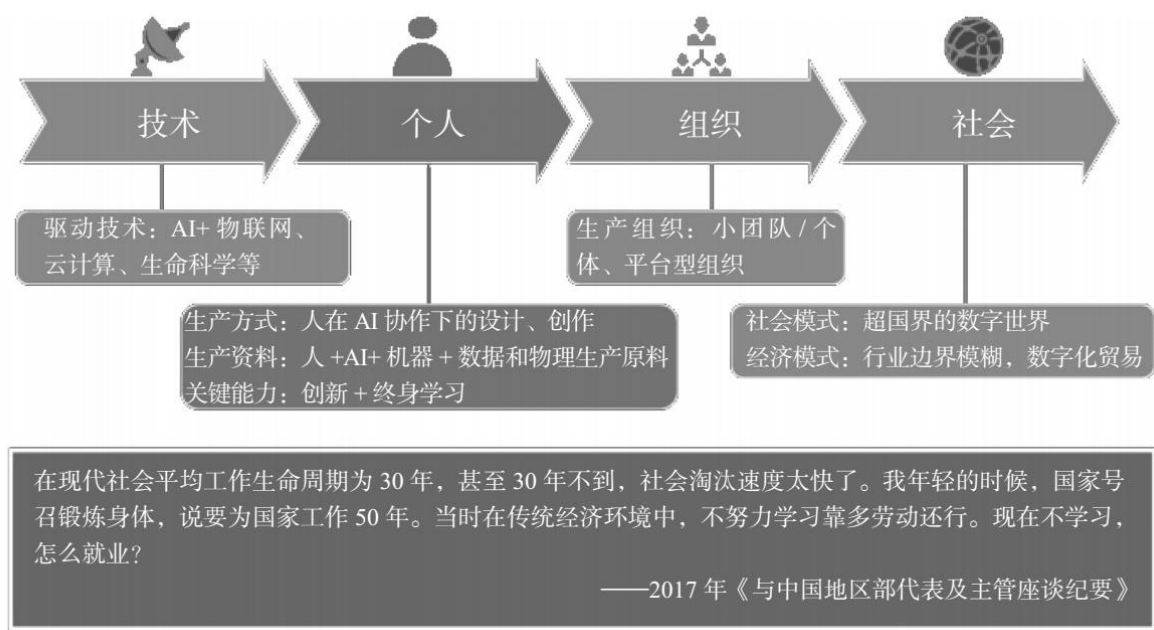 技术
个人
组织
社会
驱动技术：AI+ 物联网、
云计算、生命科学等
生产方式：人在 AI 协作下的设计、创作
生产资料：人 +AI+ 机器 + 数据和物理生产原料
关键能力：创新 + 终身学习
生产组织：小团队 / 个
体、平台型组织
社会模式：超国界的数字世界
经济模式：行业边界模糊，数字化贸易
在现代社会平均工作生命周期为 30 年，甚至 30 年不到，社会淘汰速度太快了。我年轻的时候，国家号
召锻炼身体，说要为国家工作 50 年。当时在传统经济环境中，不努力学习靠多劳动还行。现在不学习，
怎么就业？
——2017 年《与中国地区部代表及主管座谈纪要》